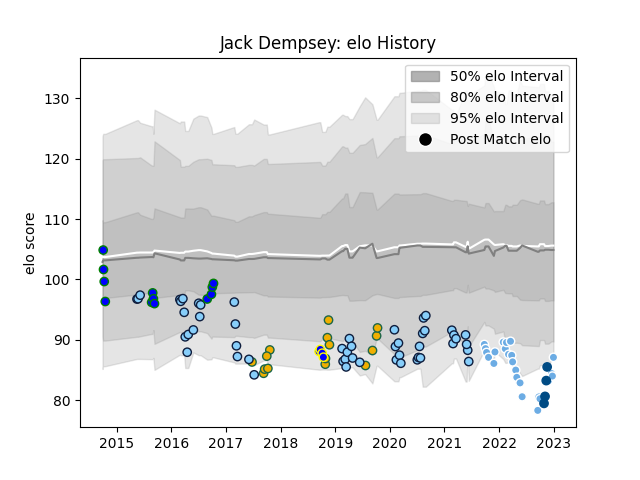 Jack Dempsey: elo History
50% elo Interval
80% elo Interval
95% elo Interval
Post Match elo
elo score
130
120
110
100
90
80
2015 2016 2017 2018 2019 2020 2021 2022 2023